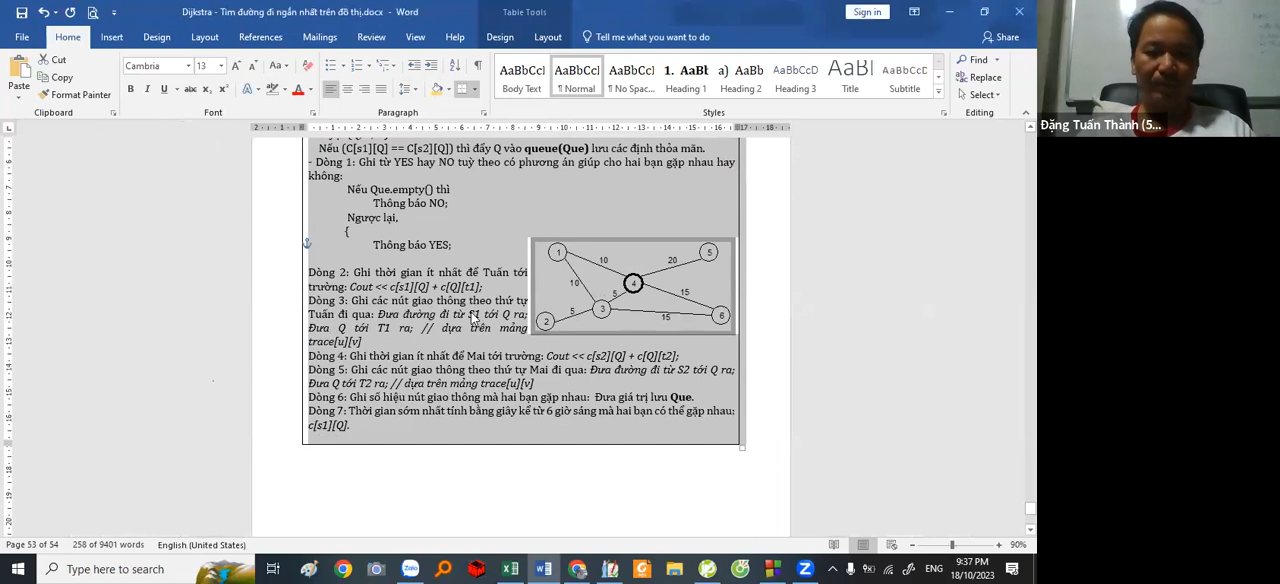 Dijkstra - Tìm đường đi ngắn nhất trên đồ thị.docx - Word
Table Tools
Sign in
File Home Insert Design Layout References Mailings Review View Help Design Layout Tell me what you want to do Share
Paste
Cut
Copy
Format Painter
Clipboard
Cambria 13
B I U abc x₂ x²
Font
Paragraph
AaBbCcI AaBbCcI AaBbCcI 1. AaBb a) AaBb AaBbCcD AaBbC AaBbCcD
Body Text ¶ Normal ¶ No Spac... Heading 1 Heading 2 Heading 3 Title Subtitle
Styles
Find
Replace
Select
Editing
Đặng Tuấn Thành (5...
Nếu (C[s1][Q] == C[s2][Q]) thì đẩy Q vào queue(Que) lưu các định thỏa mãn.
- Dòng 1: Ghi từ YES hay NO tuỳ theo có phương án giúp cho hai bạn gặp nhau hay
không:
Nếu Que.empty() thì
Thông báo NO;
Ngược lại,
{
Thông báo YES;
Dòng 2: Ghi thời gian ít nhất để Tuấn tới
trường: Cout << c[s1][Q] + c[Q][t1];
Dòng 3: Ghi các nút giao thông theo thứ tự
Tuấn đi qua: Đưa đường đi từ S1 tới Q ra;
Đưa Q tới T1 ra; // dựa trên mảng
trace[u][v]
1 10 20 5
10 5 4 15
2 5 3 15 6
Dòng 4: Ghi thời gian ít nhất để Mai tới trường: Cout << c[s2][Q] + c[Q][t2];
Dòng 5: Ghi các nút giao thông theo thứ tự Mai đi qua: Đưa đường đi từ S2 tới Q ra;
Đưa Q tới T2 ra; // dựa trên mảng trace[u][v]
Dòng 6: Ghi số hiệu nút giao thông mà hai bạn gặp nhau: Đưa giá trị lưu Que.
Dòng 7: Thời gian sớm nhất tính bằng giây kể từ 6 giờ sáng mà hai bạn có thể gặp nhau:
c[s1][Q].
Page 53 of 54 258 of 9401 words English (United States) 90%
Type here to search
ENG
9:37 PM
18/10/2023